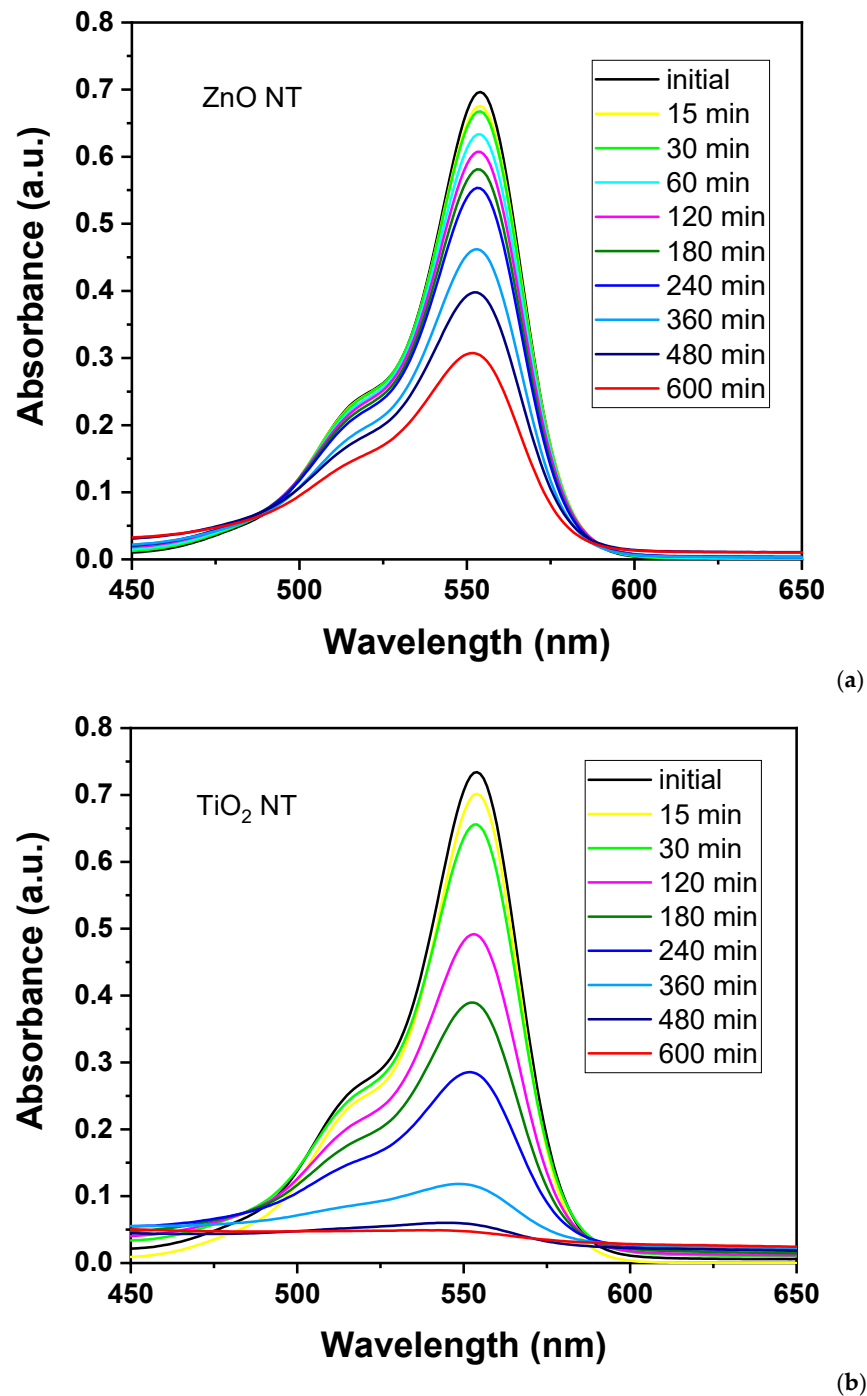 0.8
0.7
0.6
0.5
0.4
0.3
0.2
0.1
0.0
Absorbance (a.u.)
ZnO NT
initial
15 min
30 min
60 min
120 min
180 min
240 min
360 min
480 min
600 min
450 500 550 600 650
Wavelength (nm)
(a)
0.8
0.7
0.6
0.5
0.4
0.3
0.2
0.1
0.0
Absorbance (a.u.)
TiO₂ NT
initial
15 min
30 min
120 min
180 min
240 min
360 min
480 min
600 min
450 500 550 600 650
Wavelength (nm)
(b)